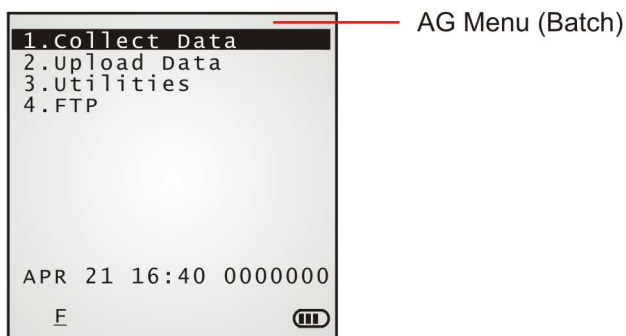 AG Menu (Batch)
1.Collect Data
2.Upload Data
3.Utilities
4.FTP
APR 21 16:40 0000000
F